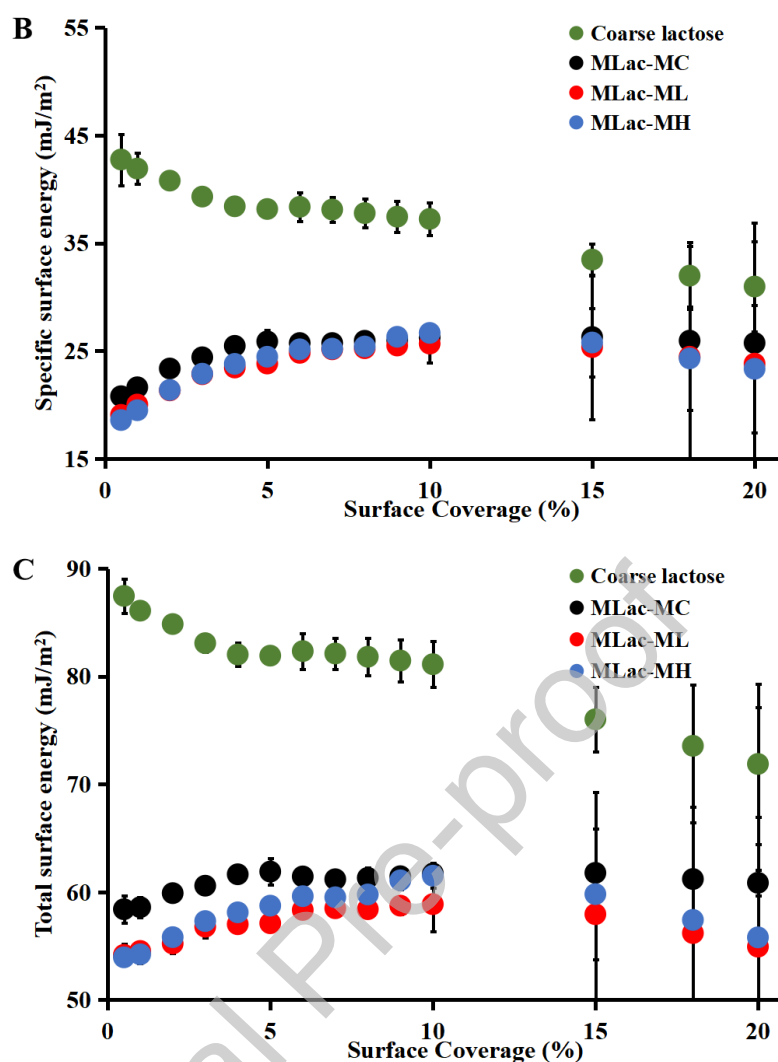 B
55
45
35
25
15
Specific surface energy (mJ/m²)
Coarse lactose
MLac-MC
MLac-ML
MLac-MH
0 5 10 15 20
Surface Coverage (%)
C
90
80
70
60
50
Total surface energy (mJ/m²)
Coarse lactose
MLac-MC
MLac-ML
MLac-MH
0 5 10 15 20
Surface Coverage (%)
al Pre-proof